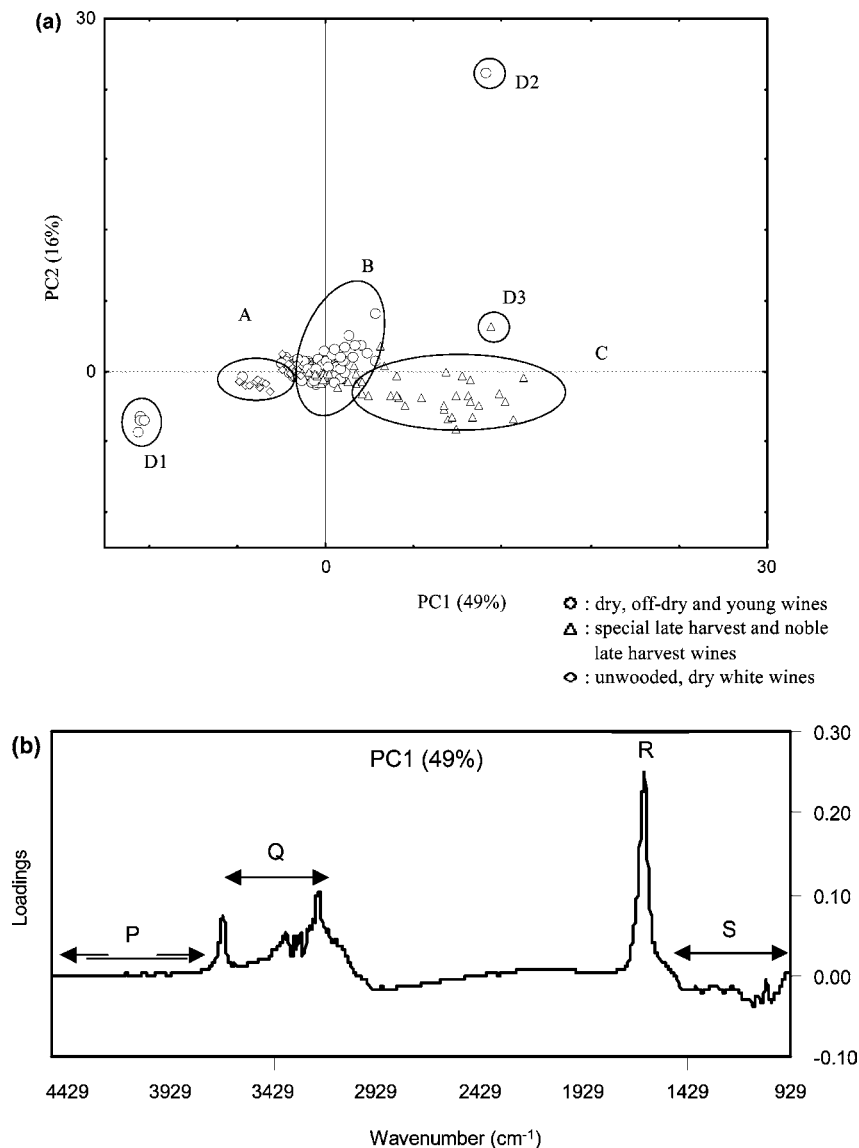 (a)
30
D2
PC2 (16%)
B
D3
A
C
0
D1
0
30
PC1 (49%)
: dry, off-dry and young wines
: special late harvest and noble
late harvest wines
: unwooded, dry white wines
(b)
PC1 (49%)
R
0.30
0.20
Loadings
Q
0.10
P
S
0.00
-0.10
4429 3929 3429 2929 2429 1929 1429 929
Wavenumber (cm⁻¹)